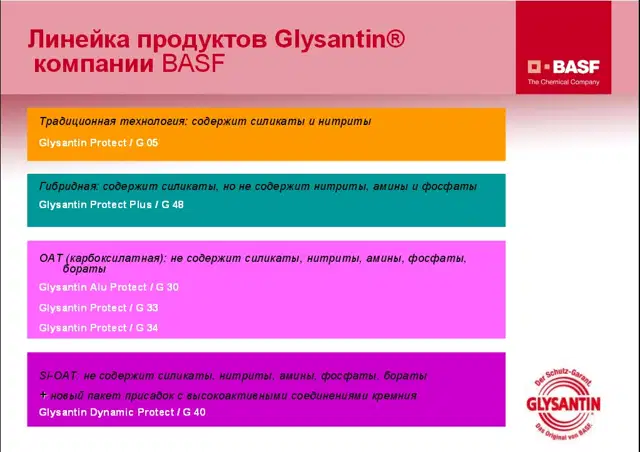 Линейка продуктов Glysantin®
компании BASF
BASF
The Chemical Company
Традиционная технология: содержит силикаты и нитриты
Glysantin Protect / G 05
Гибридная: содержит силикаты, но не содержит нитриты, амины и фосфаты
Glysantin Protect Plus / G 48
ОАТ (карбоксилатная): не содержит силикаты, нитриты, амины, фосфаты,
бораты
Glysantin Alu Protect / G 30
Glysantin Protect / G 33
Glysantin Protect / G 34
Si-OAT: не содержит силикаты, нитриты, амины, фосфаты, бораты
+ новый пакет присадок с высокоактивными соединениями кремния
Glysantin Dynamic Protect / G 40
Der Schutz-Garant.
GLYSANTIN®
Das Original von BASF.